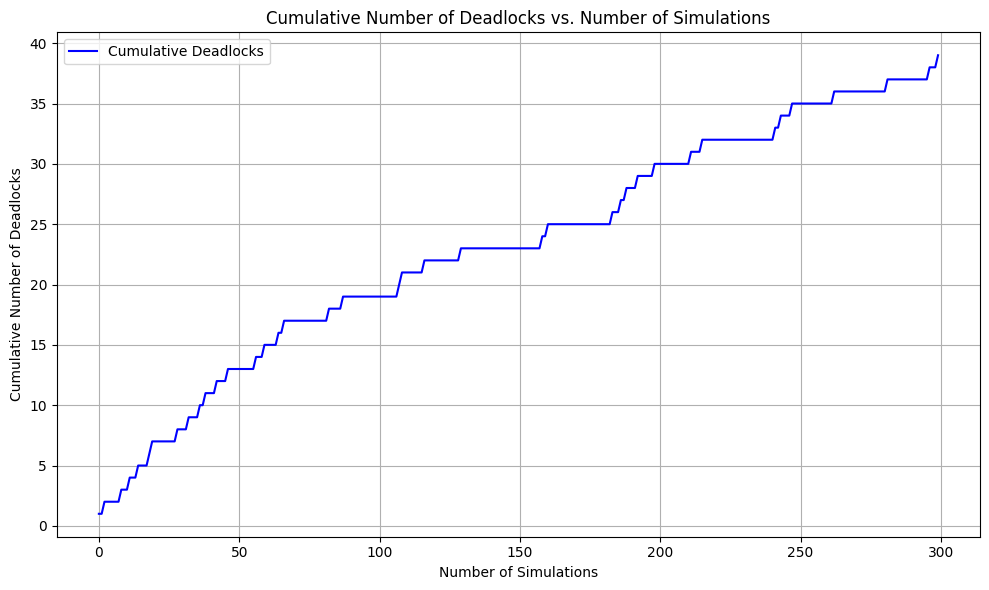 Cumulative Number of Deadlocks vs. Number of Simulations
Cumulative Deadlocks
Cumulative Number of Deadlocks
40
35
30
25
20
15
10
5
0
0 50 100 150 200 250 300
Number of Simulations